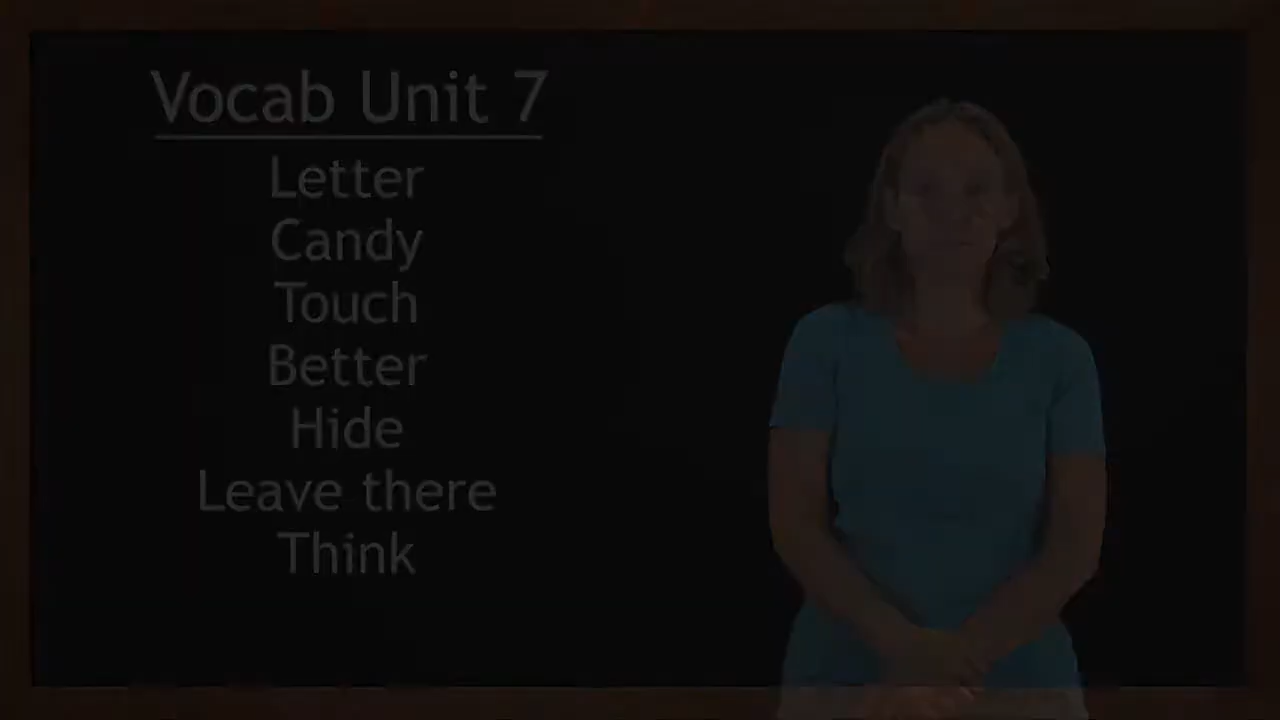 Vocab Unit 7
Letter
Candy
Touch
Better
Hide
Leave there
Think